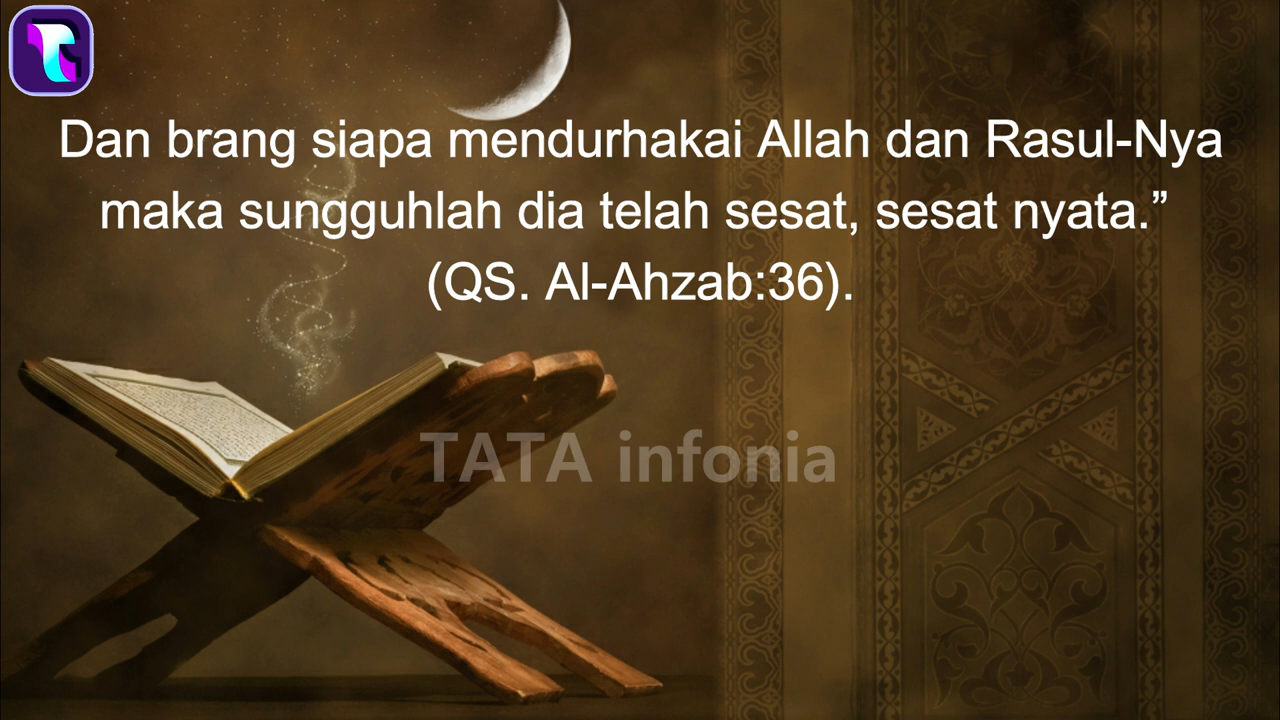 Dan brang siapa mendurhakai Allah dan Rasul-Nya
maka sungguhlah dia telah sesat, sesat nyata.”
(QS. Al-Ahzab:36).
TATA infonia